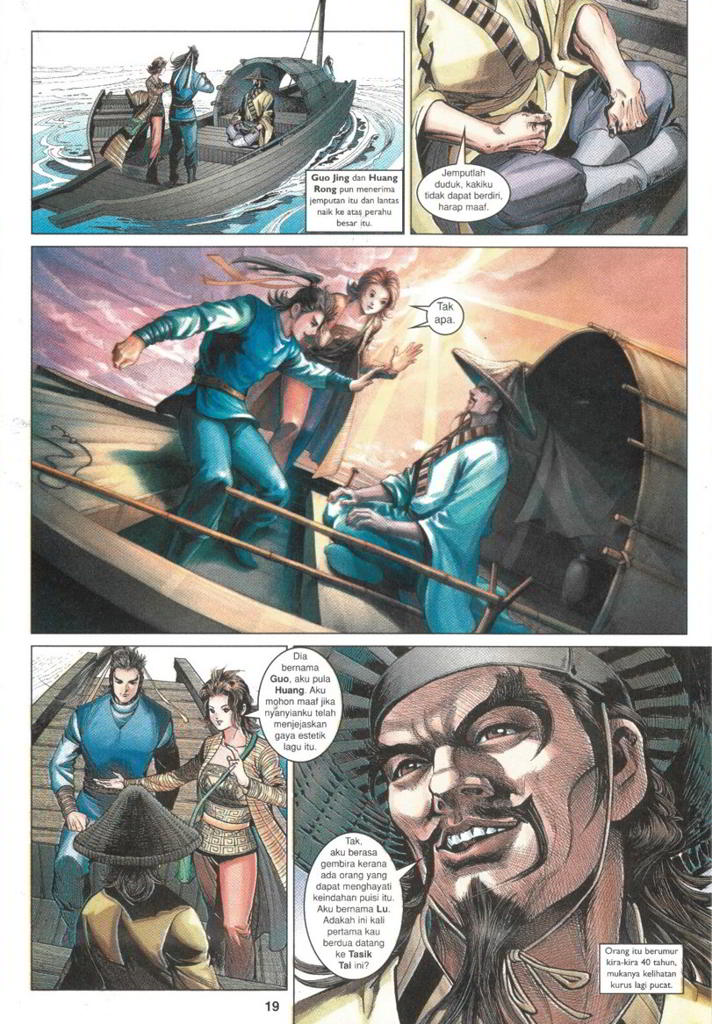 Guo Jing dan Huang
Rong pun menerima
jemputan itu dan lantas
naik ke atas perahu
besar itu.
Jemputlah
duduk, kakiku
tidak dapat berdiri,
harap maaf.
Tak
apa.
Dia
bernama
Guo, aku pula
Huang. Aku
mohon maaf jika
nyanyianku telah
menjejaskan
gaya estetik
lagu itu.
Tak,
aku berasa
gembira kerana
ada orang yang
dapat menghayati
keindahan puisi itu.
Aku bernama Lu.
Adakah ini kali
pertama kau
berdua datang
ke Tasik
Tai ini?
Orang itu berumur
kira-kira 40 tahun,
mukanya kelihatan
kurus lagi pucat.
19